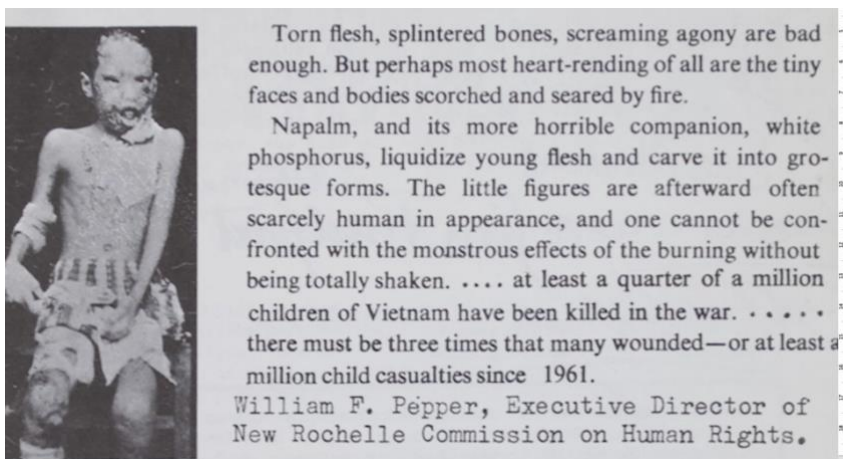 Torn flesh, splintered bones, screaming agony are bad
enough. But perhaps most heart-rending of all are the tiny
faces and bodies scorched and seared by fire.
Napalm, and its more horrible companion, white
phosphorus, liquidize young flesh and carve it into gro-
tesque forms. The little figures are afterward often
scarcely human in appearance, and one cannot be con-
fronted with the monstrous effects of the burning without
being totally shaken. .... at least a quarter of a million
children of Vietnam have been killed in the war. .....
there must be three times that many wounded—or at least a
million child casualties since 1961.
William F. Pepper, Executive Director of
New Rochelle Commission on Human Rights.